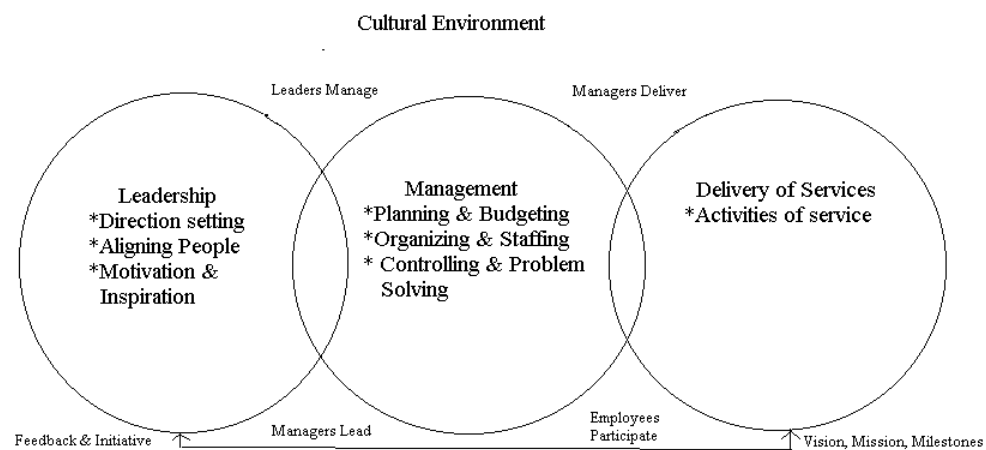 Cultural Environment
Leaders Manage
Managers Deliver
Leadership
*Direction setting
*Aligning People
*Motivation &
Inspiration
Management
*Planning & Budgeting
*Organizing & Staffing
* Controlling & Problem
Solving
Delivery of Services
*Activities of service
Feedback & Initiative
Managers Lead
Employees
Participate
Vision, Mission, Milestones